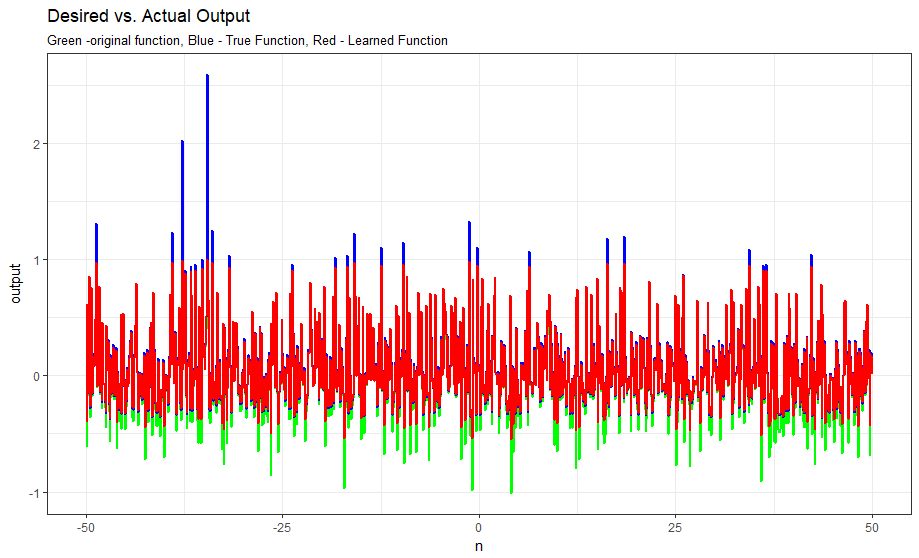 Desired vs. Actual Output
Green -original function, Blue - True Function, Red - Learned Function
output
2
1
0
-1
-50
-25
0
25
50
n